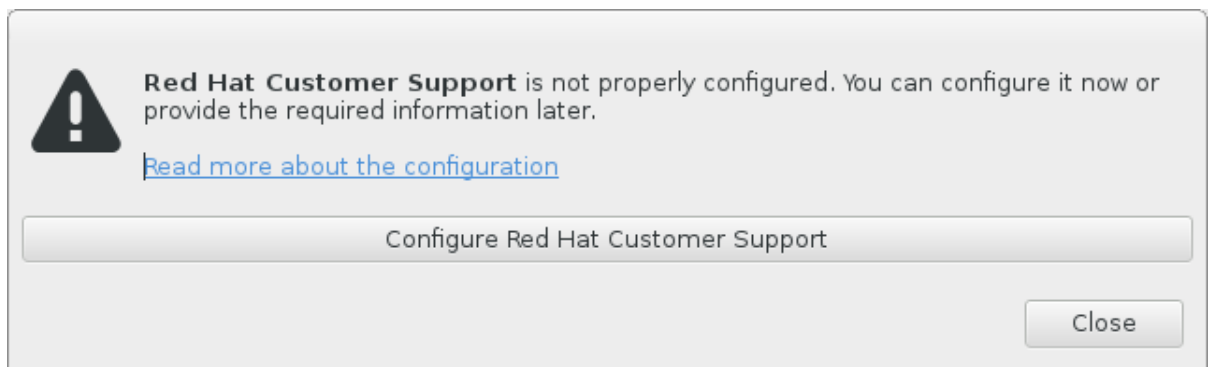 Red Hat Customer Support is not properly configured. You can configure it now or
provide the required information later.
Read more about the configuration
Configure Red Hat Customer Support
Close